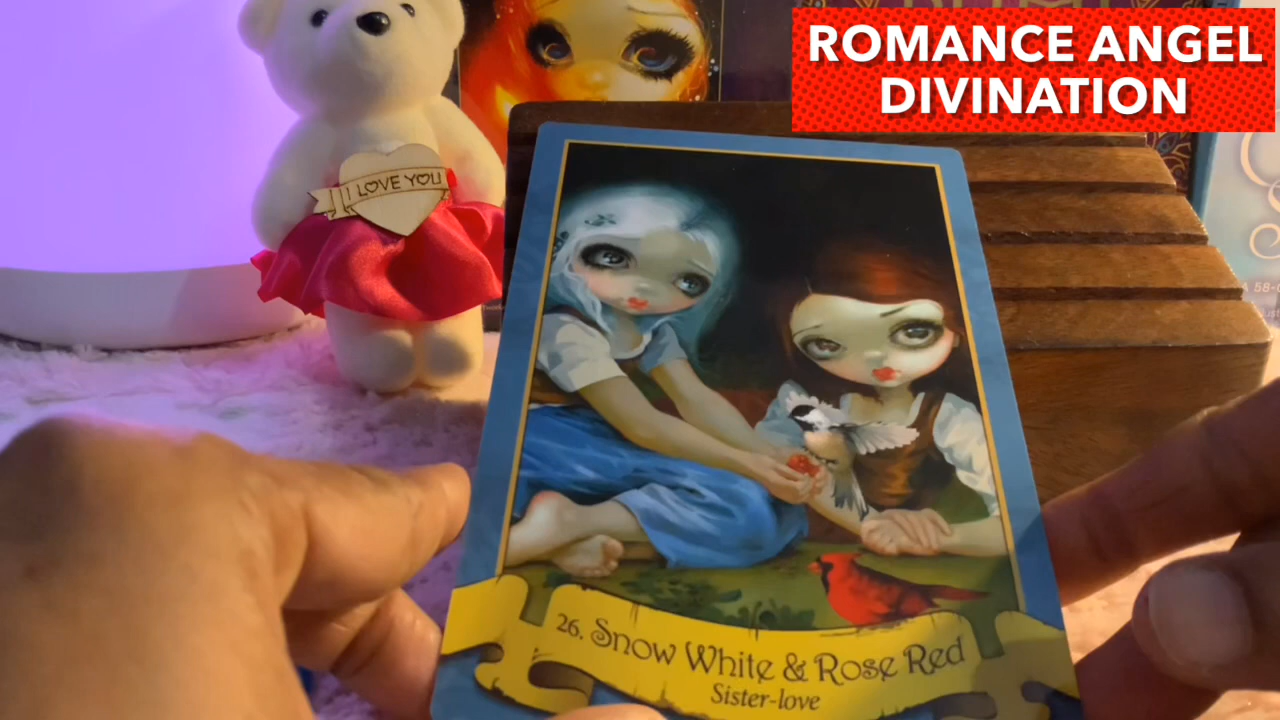 ROMANCE ANGEL
DIVINATION
I LOVE YOU
26. Snow White & Rose Red
Sister-love